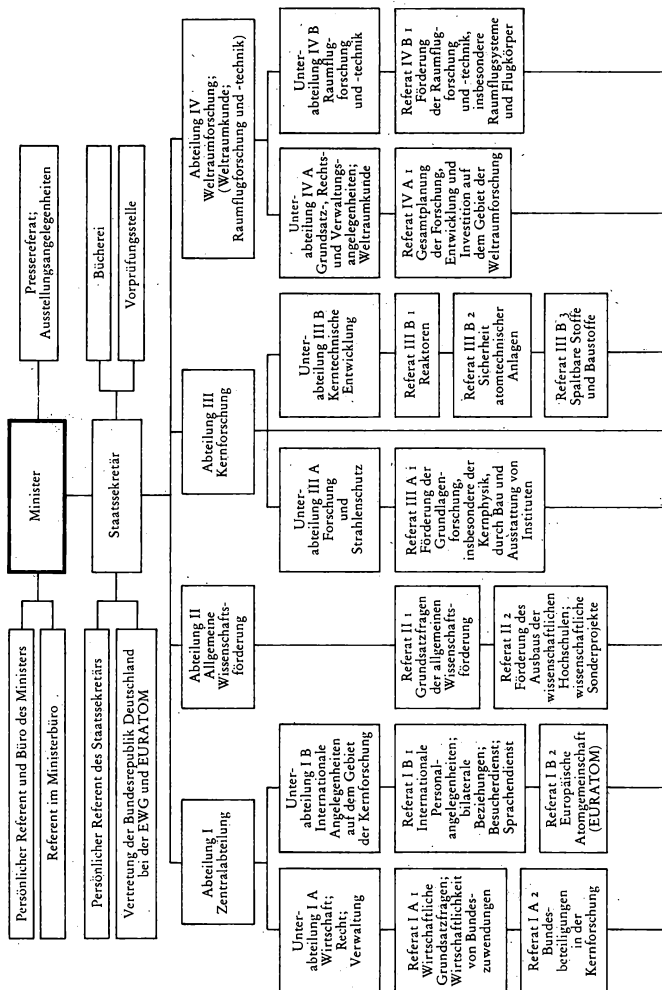 Minister
Pressereferat;
Ausstellungsangelegenheiten
Persönlicher Referent und Büro des Ministers
Referent im Ministerbüro
Staatssekretär
Bücherei
Vorprüfungsstelle
Persönlicher Referent des Staatssekretärs
Vertretung der Bundesrepublik Deutschland
bei der EWG und EURATOM
Abteilung I
Zentralabteilung
Abteilung II
Allgemeine
Wissenschafts-
förderung
Abteilung III
Kernforschung
Abteilung IV
Weltraumforschung;
(Weltraumkunde;
Raumflugforschung und -technik)
Unter-
abteilung I A
Wirtschaft;
Recht;
Verwaltung
Unter-
abteilung I B
Internationale
Angelegenheiten
auf dem Gebiet
der Kernforschung
Unter-
abteilung III A
Forschung
und
Strahlenschutz
Unter-
abteilung III B
Kerntechnische
Entwicklung
Unter-
abteilung IV A
Grundsatz-, Rechts-
und Verwaltungs-
angelegenheiten;
Weltraumkunde
Unter-
abteilung IV B
Raumflug-
forschung
und -technik
Referat I A 1
Wirtschaftliche
Grundsatzfragen;
Wirtschaftlichkeit
von Bundes-
zuwendungen
Referat I A 2
Bundes-
beteiligungen
in der
Kernforschung
Referat I B 1
Internationale
Personal-
angelegenheiten;
bilaterale
Beziehungen;
Besucherdienst;
Sprachendienst
Referat I B 2
Europäische
Atomgemeinschaft
(EURATOM)
Referat II 1
Grundsatzfragen
der allgemeinen
Wissenschafts-
förderung
Referat II 2
Förderung des
Ausbaus der
wissenschaftlichen
Hochschulen;
wissenschaftliche
Sonderprojekte
Referat III A 1
Förderung der
Grundlagen-
forschung,
insbesondere der
Kernphysik,
durch Bau und
Ausstattung von
Instituten
Referat III B 1
Reaktoren
Referat III B 2
Sicherheit
atomtechnischer
Anlagen
Referat III B 3
Spaltbare Stoffe
und Baustoffe
Referat IV A 1
Gesamtplanung
der Forschung,
Entwicklung und
Investition auf
dem Gebiet der
Weltraumforschung
Referat IV B 1
Förderung
der Raumflug-
forschung
und -technik,
insbesondere
Raumflugsysteme
und Flugkörper